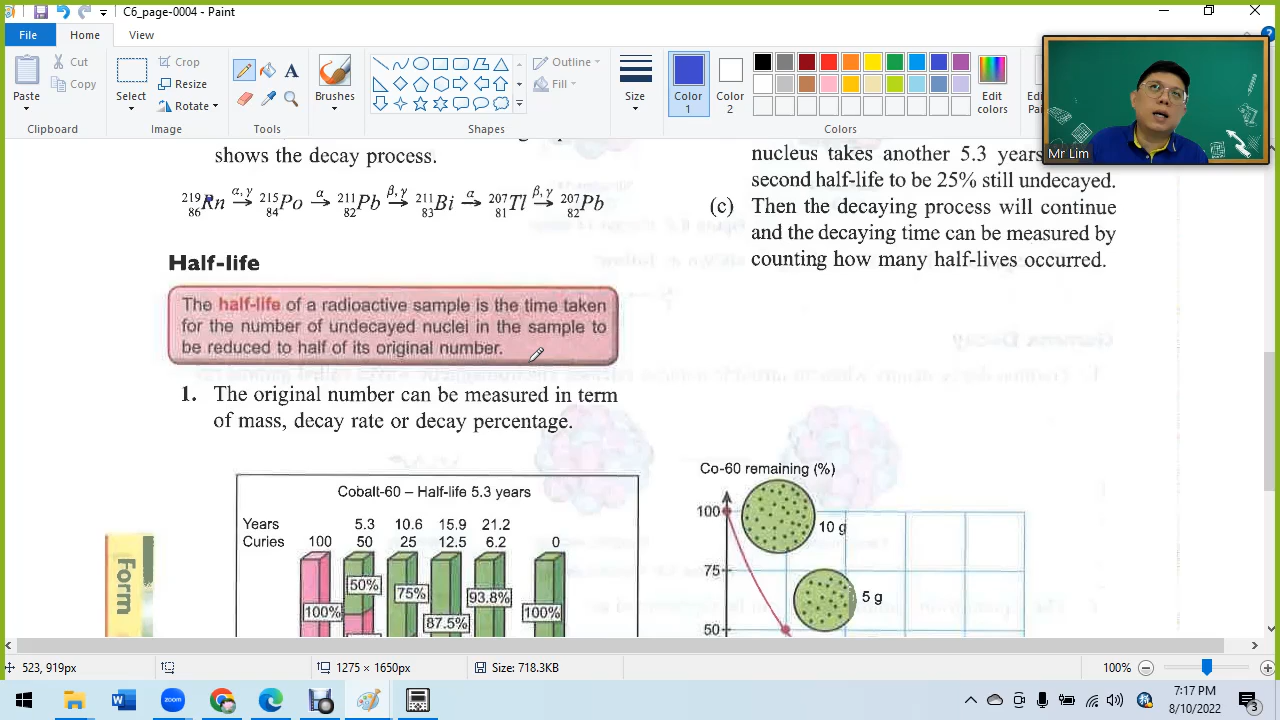 C6_page-0004 - Paint
File Home View
Paste Cut Copy Clipboard
Select Crop Resize Rotate Image
Tools
Brushes
Outline Fill Shapes
Size
Color 1 Color 2 Edit colors Colors
Mr Lim
shows the decay process.
²¹⁹₈₆Rn α, γ → ²¹⁵₈₄Po α → ²¹¹₈₂Pb β, γ → ²¹¹₈₃Bi α → ²⁰⁷₈₁Tl β, γ → ²⁰⁷₈₂Pb
Half-life
The half-life of a radioactive sample is the time taken
for the number of undecayed nuclei in the sample to
be reduced to half of its original number.
1. The original number can be measured in term
of mass, decay rate or decay percentage.
Cobalt-60 – Half-life 5.3 years
Years 5.3 10.6 15.9 21.2
Curies 100 50 25 12.5 6.2 0
50%
75%
93.8%
100%
100%
87.5%
Form
nucleus takes another 5.3 years
second half-life to be 25% still undecayed.
(c) Then the decaying process will continue
and the decaying time can be measured by
counting how many half-lives occurred.
Co-60 remaining (%)
100
10 g
75
5 g
50
523, 919px 1275 × 1650px Size: 718.3KB 100%
zoom
7:17 PM
8/10/2022
3